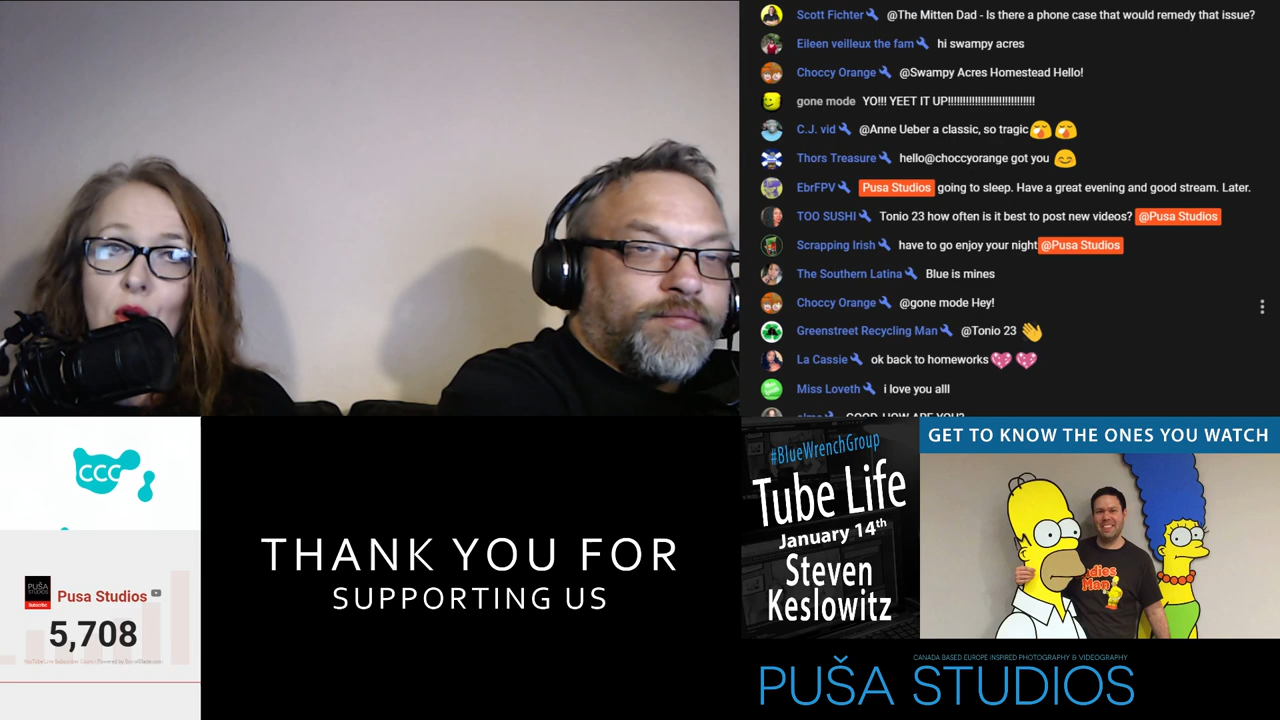 Scott Fichter @The Mitten Dad - Is there a phone case that would remedy that issue?
Eileen veilleux the fam hi swampy acres
Choccy Orange @Swampy Acres Homestead Hello!
gone mode YO!!! YEET IT UP!!!!!!!!!!!!!!!!!!!!!!!!!!!!!
C.J. vid @Anne Ueber a classic, so tragic
Thors Treasure hello@choccyorange got you
EbrFPV Pusa Studios going to sleep. Have a great evening and good stream. Later.
TOO SUSHI Tonio 23 how often is it best to post new videos? @Pusa Studios
Scrapping Irish have to go enjoy your night @Pusa Studios
The Southern Latina Blue is mines
Choccy Orange @gone mode Hey!
Greenstreet Recycling Man @Tonio 23
La Cassie ok back to homeworks
Miss Loveth i love you alll
GOOD, HOW ARE YOU?
CCC
PUŠA
STUDIOS
Subscribe
Pusa Studios
5,708
THANK YOU FOR
SUPPORTING US
#BlueWrenchGroup
Tube Life
January 14th
Steven
Keslowitz
GET TO KNOW THE ONES YOU WATCH
CANADA BASED EUROPE INSPIRED PHOTOGRAPHY & VIDEOGRAPHY
PUŠA STUDIOS